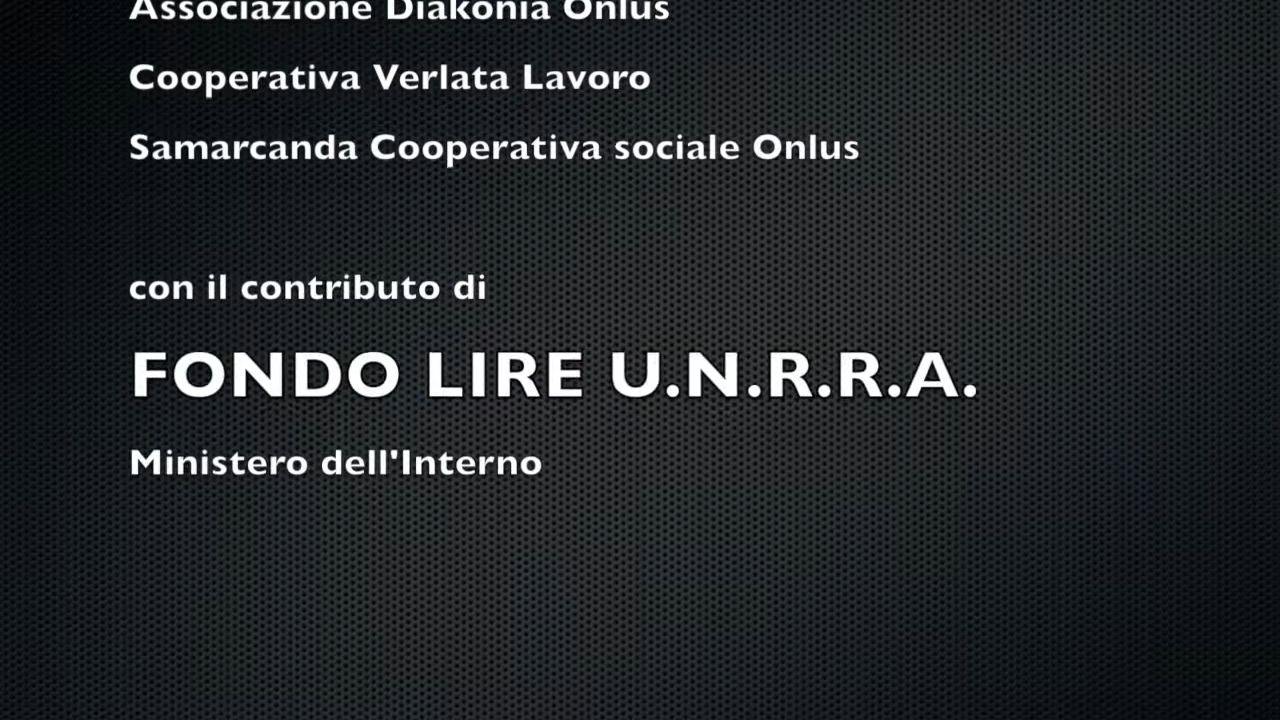 Associazione Diakonia Onlus
Cooperativa Verlata Lavoro
Samarcanda Cooperativa sociale Onlus
con il contributo di
FONDO LIRE U.N.R.R.A.
Ministero dell'Interno